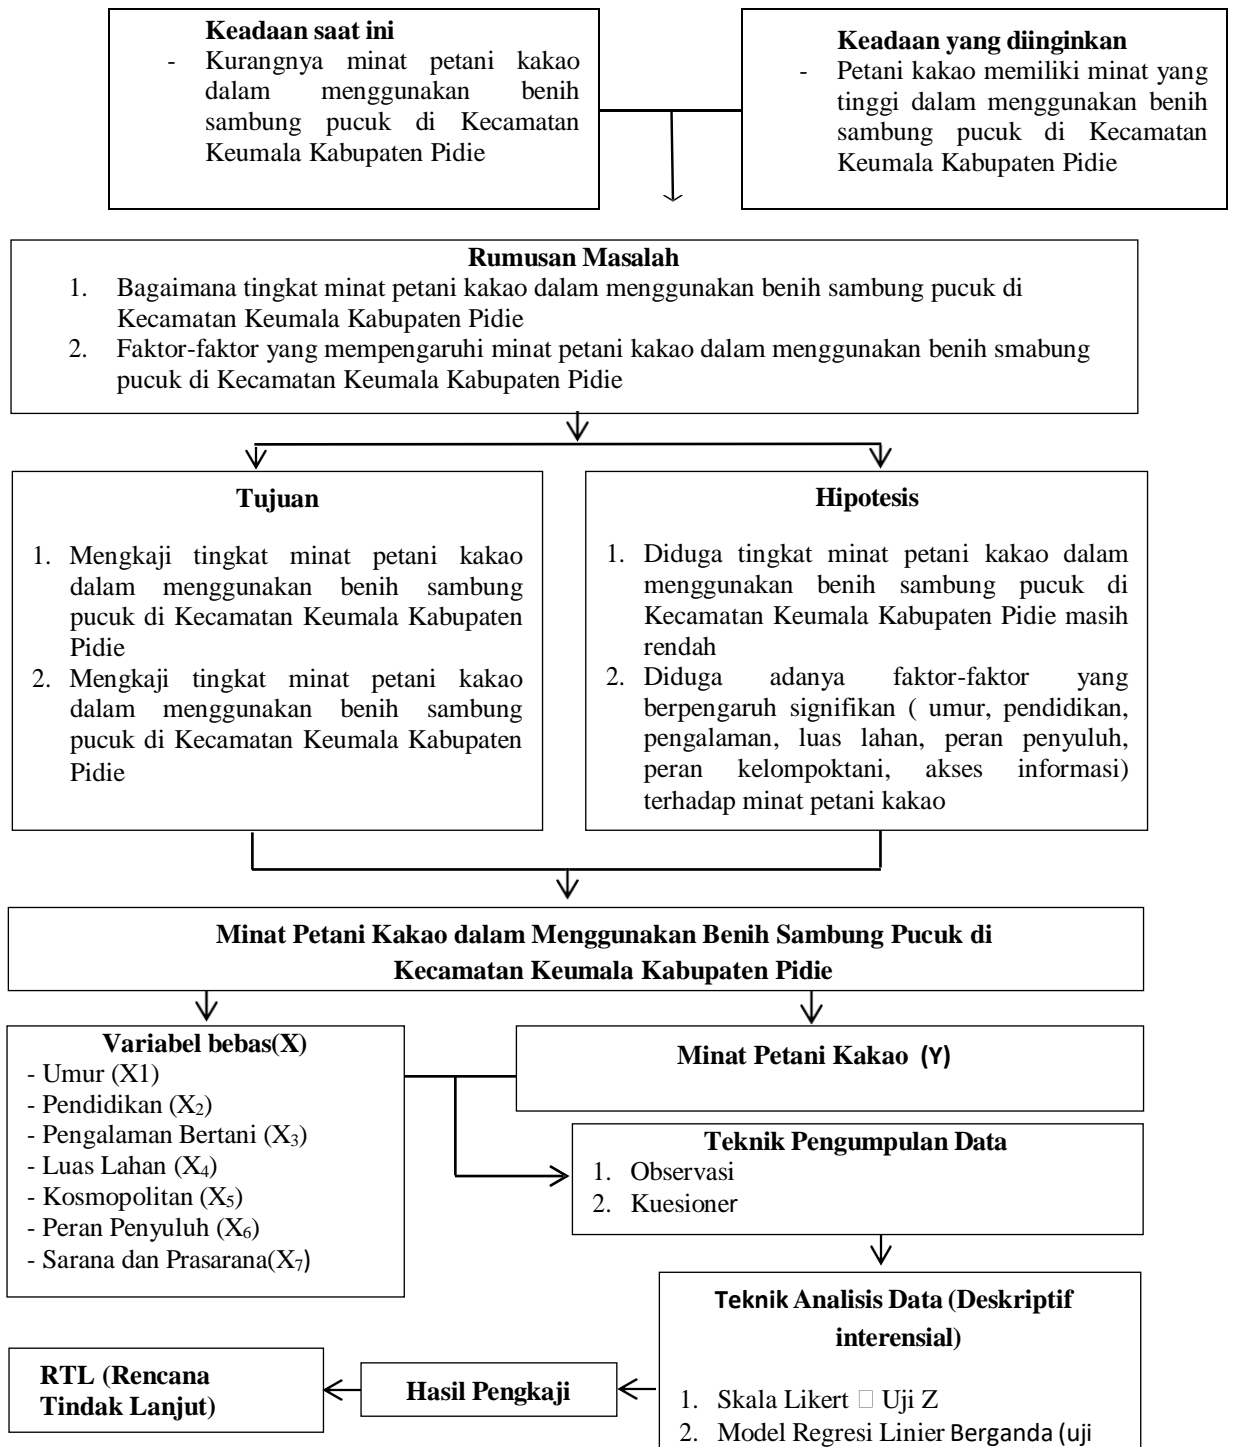 Keadaan saat ini
- Kurangnya minat petani kakao
dalam menggunakan benih
sambung pucuk di Kecamatan
Keumala Kabupaten Pidie
Keadaan yang diinginkan
- Petani kakao memiliki minat yang
tinggi dalam menggunakan benih
sambung pucuk di Kecamatan
Keumala Kabupaten Pidie
Rumusan Masalah
1. Bagaimana tingkat minat petani kakao dalam menggunakan benih sambung pucuk di
Kecamatan Keumala Kabupaten Pidie
2. Faktor-faktor yang mempengaruhi minat petani kakao dalam menggunakan benih smabung
pucuk di Kecamatan Keumala Kabupaten Pidie
Tujuan
1. Mengkaji tingkat minat petani kakao
dalam menggunakan benih sambung
pucuk di Kecamatan Keumala Kabupaten
Pidie
2. Mengkaji tingkat minat petani kakao
dalam menggunakan benih sambung
pucuk di Kecamatan Keumala Kabupaten
Pidie
Hipotesis
1. Diduga tingkat minat petani kakao dalam
menggunakan benih sambung pucuk di
Kecamatan Keumala Kabupaten Pidie masih
rendah
2. Diduga adanya faktor-faktor yang
berpengaruh signifikan ( umur, pendidikan,
pengalaman, luas lahan, peran penyuluh,
peran kelompoktani, akses informasi)
terhadap minat petani kakao
Minat Petani Kakao dalam Menggunakan Benih Sambung Pucuk di
Kecamatan Keumala Kabupaten Pidie
Variabel bebas(X)
- Umur (X1)
- Pendidikan (X₂)
- Pengalaman Bertani (X₃)
- Luas Lahan (X₄)
- Kosmopolitan (X₅)
- Peran Penyuluh (X₆)
- Sarana dan Prasarana(X₇)
Minat Petani Kakao (Y)
Teknik Pengumpulan Data
1. Observasi
2. Kuesioner
Teknik Analisis Data (Deskriptif
interensial)
1. Skala Likert □ Uji Z
2. Model Regresi Linier Berganda (uji
Hasil Pengkaji
RTL (Rencana
Tindak Lanjut)